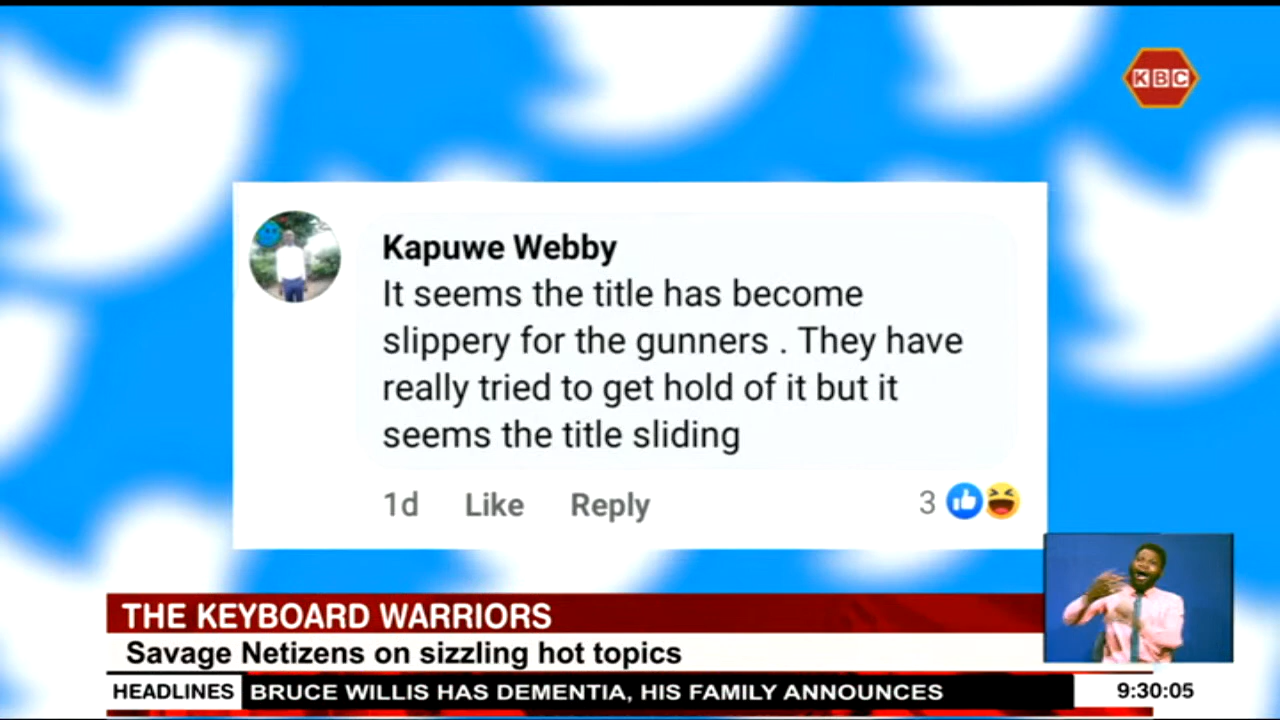 KBC
Kapuwe Webby
It seems the title has become
slippery for the gunners . They have
really tried to get hold of it but it
seems the title sliding
1d Like Reply 3
THE KEYBOARD WARRIORS
Savage Netizens on sizzling hot topics
HEADLINES BRUCE WILLIS HAS DEMENTIA, HIS FAMILY ANNOUNCES 9:30:05